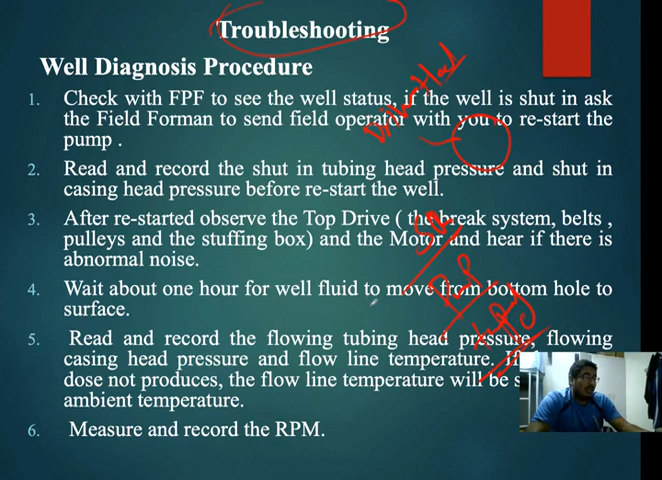 Troubleshooting
Well Diagnosis Procedure
1. Check with FPF to see the well status, if the well is shut in ask
the Field Forman to send field operator with you to re-start the
pump .
2. Read and record the shut in tubing head pressure and shut in
casing head pressure before re-start the well.
3. After re-started observe the Top Drive ( the break system, belts ,
pulleys and the stuffing box) and the Motor and hear if there is
abnormal noise.
4. Wait about one hour for well fluid to move from bottom hole to
surface.
5. Read and record the flowing tubing head pressure, flowing
casing head pressure and flow line temperature. If
dose not produces, the flow line temperature will be s
ambient temperature.
6. Measure and record the RPM.
Head